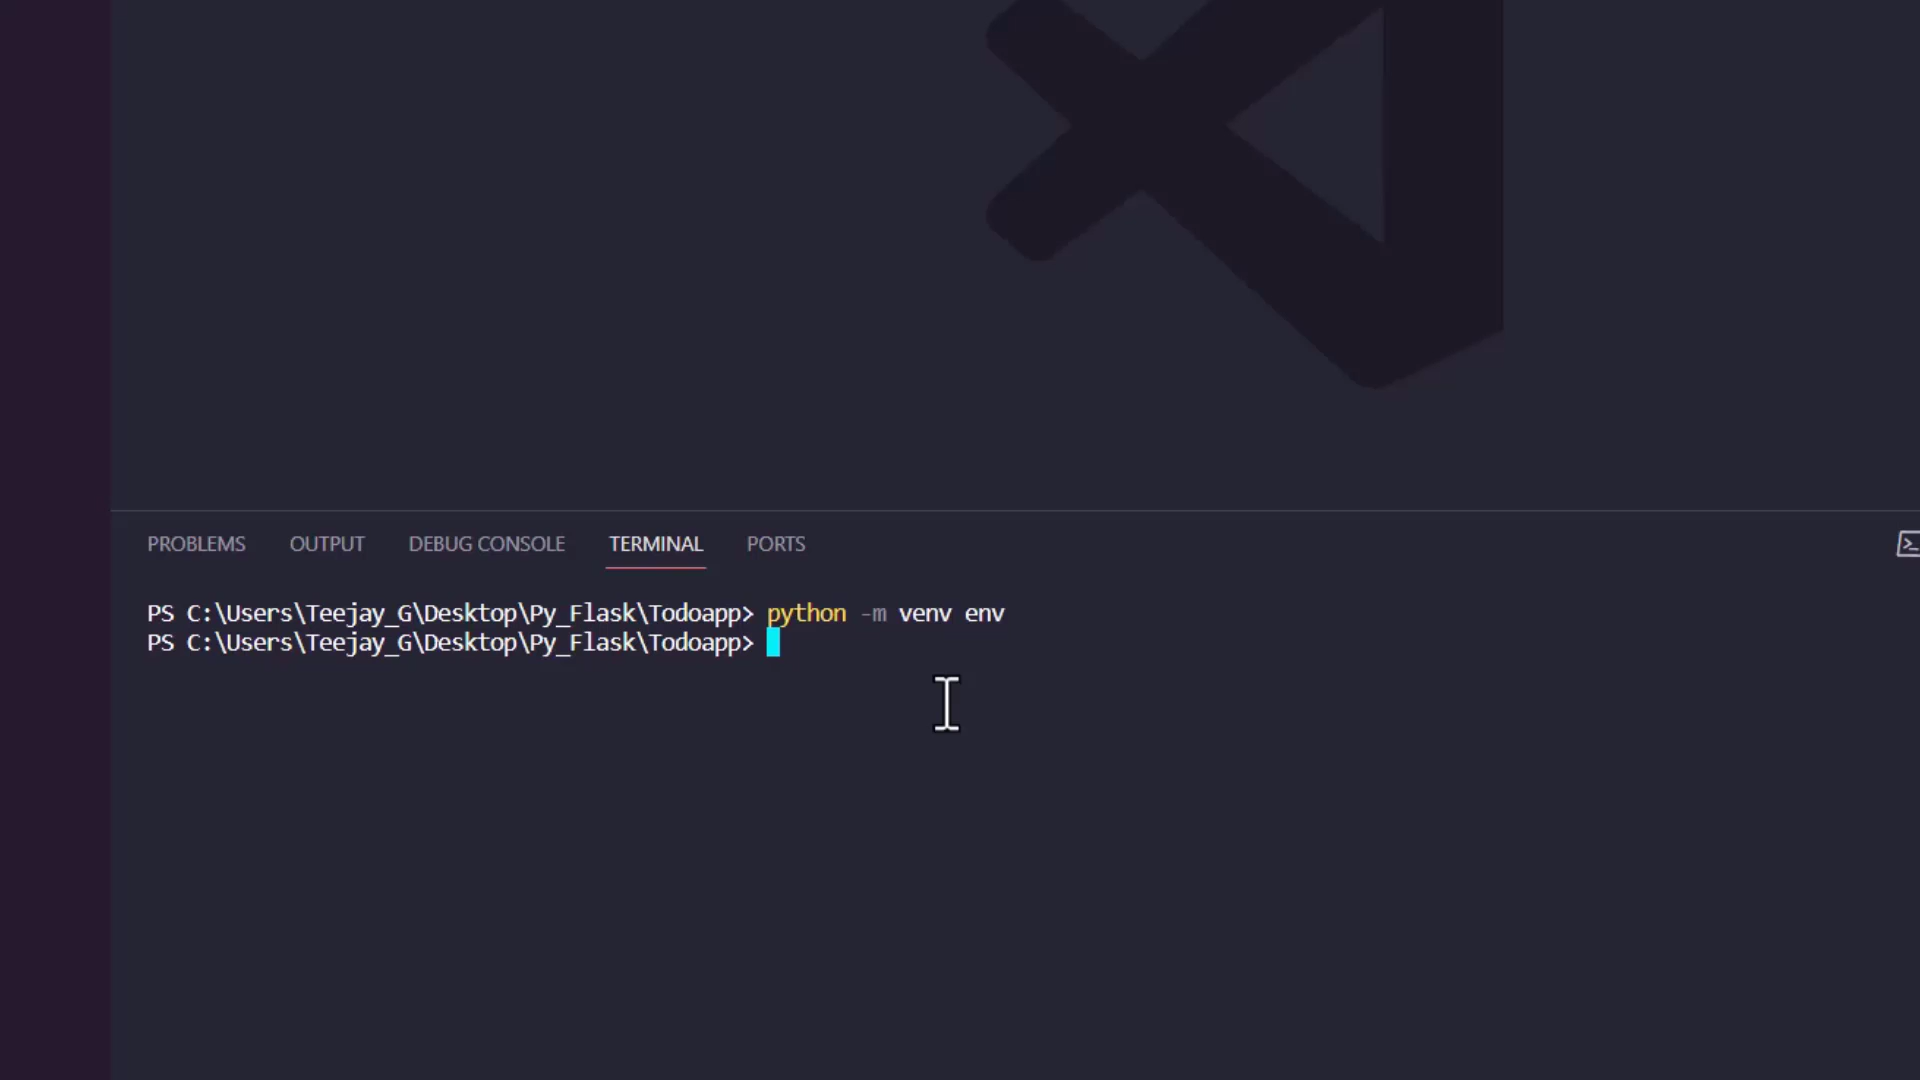 PROBLEMS OUTPUT DEBUG CONSOLE TERMINAL PORTS
PS C:\Users\Teejay_G\Desktop\Py_Flask\Todoapp> python -m venv env
PS C:\Users\Teejay_G\Desktop\Py_Flask\Todoapp>